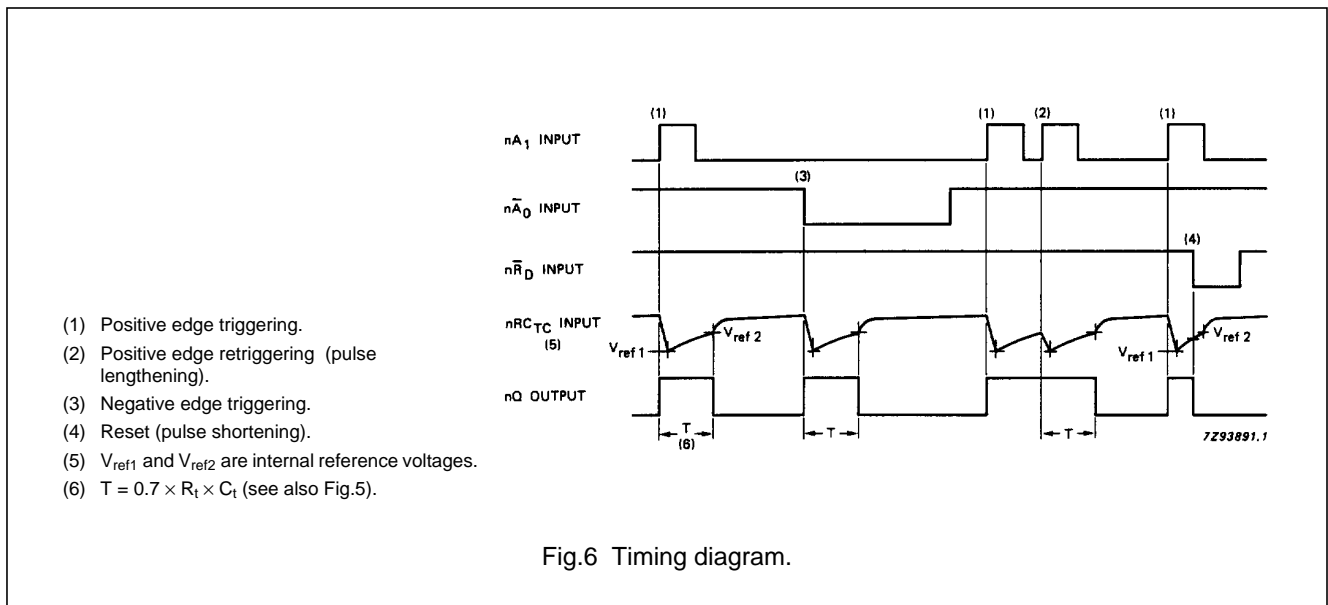 (1) (1) (2) (1)
nA1 INPUT
(3)
nA̅0 INPUT
(4)
nR̅D INPUT
nRCTC INPUT
(5)
Vref 1 Vref 2 Vref 1 Vref 2
nQ OUTPUT
T T T
(6)
7Z93891.1
(1) Positive edge triggering.
(2) Positive edge retriggering (pulse
lengthening).
(3) Negative edge triggering.
(4) Reset (pulse shortening).
(5) Vref1 and Vref2 are internal reference voltages.
(6) T = 0.7 × Rt × Ct (see also Fig.5).
Fig.6 Timing diagram.